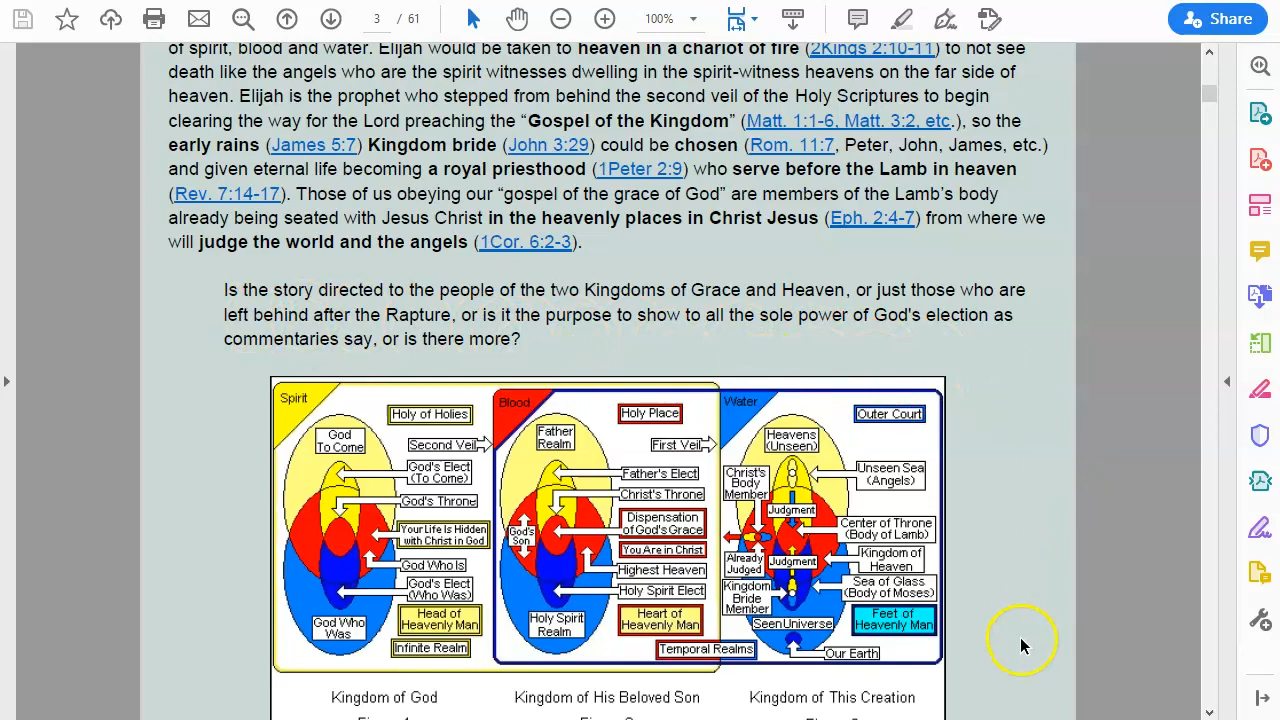 3 / 61
100%
Share
of spirit, blood and water. Elijah would be taken to heaven in a chariot of fire (2Kings 2:10-11) to not see
death like the angels who are the spirit witnesses dwelling in the spirit-witness heavens on the far side of
heaven. Elijah is the prophet who stepped from behind the second veil of the Holy Scriptures to begin
clearing the way for the Lord preaching the “Gospel of the Kingdom” (Matt. 1:1-6, Matt. 3:2, etc.), so the
early rains (James 5:7) Kingdom bride (John 3:29) could be chosen (Rom. 11:7, Peter, John, James, etc.)
and given eternal life becoming a royal priesthood (1Peter 2:9) who serve before the Lamb in heaven
(Rev. 7:14-17). Those of us obeying our “gospel of the grace of God” are members of the Lamb’s body
already being seated with Jesus Christ in the heavenly places in Christ Jesus (Eph. 2:4-7) from where we
will judge the world and the angels (1Cor. 6:2-3).
Is the story directed to the people of the two Kingdoms of Grace and Heaven, or just those who are
left behind after the Rapture, or is it the purpose to show to all the sole power of God's election as
commentaries say, or is there more?
Spirit
Holy of Holies
God
To Come
Second Veil
God's Elect
(To Come)
God's Throne
Your Life Is Hidden
with Christ in God
God Who Is
God's Elect
(Who Was)
Head of
Heavenly Man
God Who
Was
Infinite Realm
Blood
Holy Place
Father
Realm
First Veil
Father's Elect
Christ's Throne
Dispensation
of God's Grace
God's
Son
You Are in Christ
Highest Heaven
Holy Spirit Elect
Heart of
Heavenly Man
Holy Spirit
Realm
Temporal Realms
Water
Outer Court
Heavens
(Unseen)
Christ's
Body
Member
Unseen Sea
(Angels)
Judgment
Center of Throne
(Body of Lamb)
Already
Judged
Judgment
Kingdom of
Heaven
Kingdom
Bride
Member
Sea of Glass
(Body of Moses)
Seen Universe
Feet of
Heavenly Man
Our Earth
Kingdom of God
Kingdom of His Beloved Son
Kingdom of This Creation